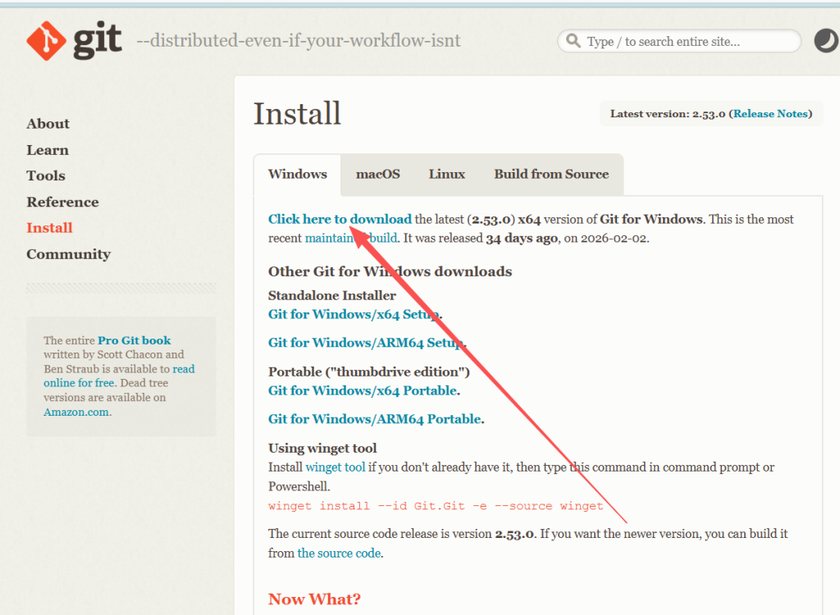 git --distributed-even-if-your-workflow-isnt
Type / to search entire site...
About
Learn
Tools
Reference
Install
Community
The entire Pro Git book
written by Scott Chacon and
Ben Straub is available to read
online for free. Dead tree
versions are available on
Amazon.com.
Install
Latest version: 2.53.0 (Release Notes)
Windows macOS Linux Build from Source
Click here to download the latest (2.53.0) x64 version of Git for Windows. This is the most
recent build. It was released 34 days ago, on 2026-02-02.
Other Git for Windows downloads
Standalone Installer
Git for Windows/x64 Setup.
Git for Windows/ARM64 Setup.
Portable ("thumbdrive edition")
Git for Windows/x64 Portable.
Git for Windows/ARM64 Portable.
Using winget tool
Install winget tool if you don't already have it, then type this command in command prompt or
Powershell.
winget install --id Git.Git -e --source winget
The current source code release is version 2.53.0. If you want the newer version, you can build it
from the source code.
Now What?